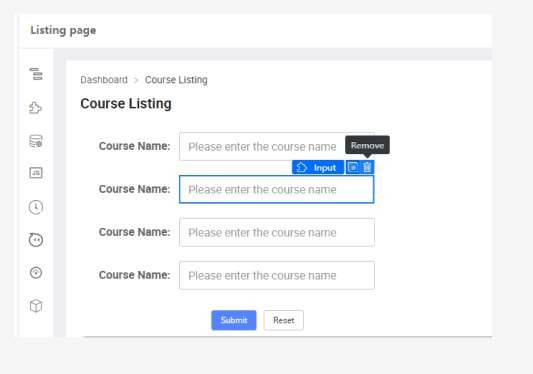 Listing page
Dashboard > Course Listing
Course Listing
Course Name: Please enter the course name
Remove
Input
Course Name: Please enter the course name
Course Name: Please enter the course name
Course Name: Please enter the course name
Submit Reset
JS